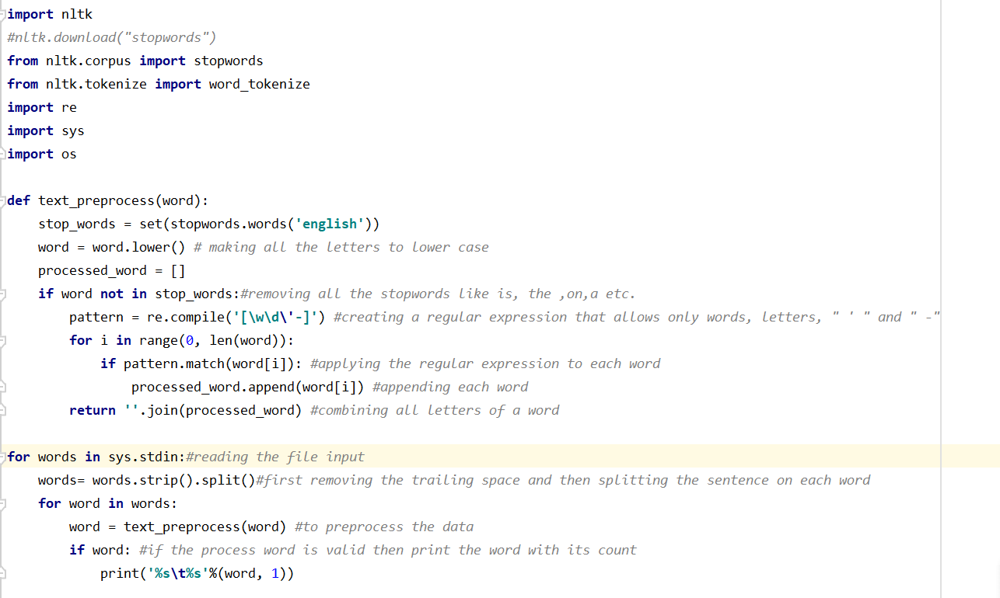 import nltk
#nltk.download("stopwords")
from nltk.corpus import stopwords
from nltk.tokenize import word_tokenize
import re
import sys
import os

def text_preprocess(word):
    stop_words = set(stopwords.words('english'))
    word = word.lower() # making all the letters to lower case
    processed_word = []
    if word not in stop_words:#removing all the stopwords like is, the ,on,a etc.
        pattern = re.compile('[\w\d\'-]') #creating a regular expression that allows only words, letters, " ' " and " -"
        for i in range(0, len(word)):
            if pattern.match(word[i]): #applying the regular expression to each word
                processed_word.append(word[i]) #appending each word
        return ''.join(processed_word) #combining all letters of a word

for words in sys.stdin:#reading the file input
    words= words.strip().split()#first removing the trailing space and then splitting the sentence on each word
    for word in words:
        word = text_preprocess(word) #to preprocess the data
        if word: #if the process word is valid then print the word with its count
            print('%s\t%s'%(word, 1))